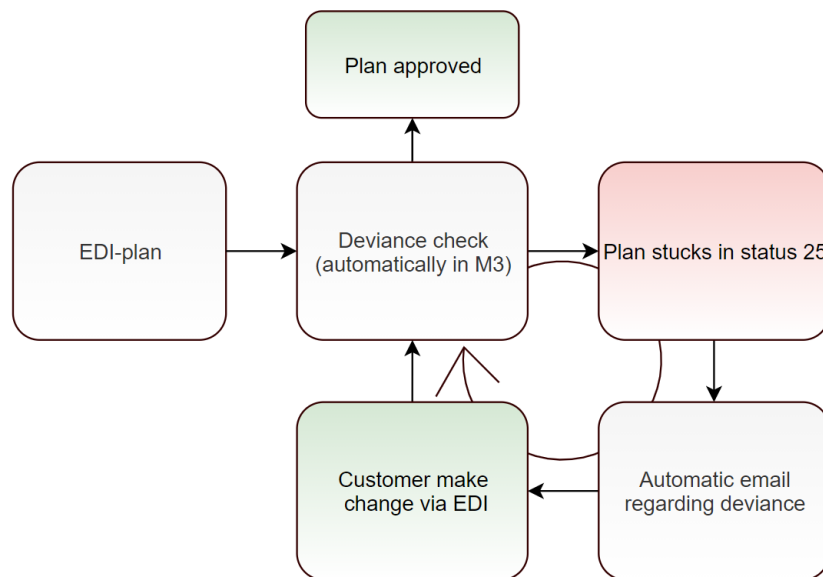 Plan approved
EDI-plan
Deviance check
(automatically in M3)
Plan stucks in status 25
Customer make
change via EDI
Automatic email
regarding deviance